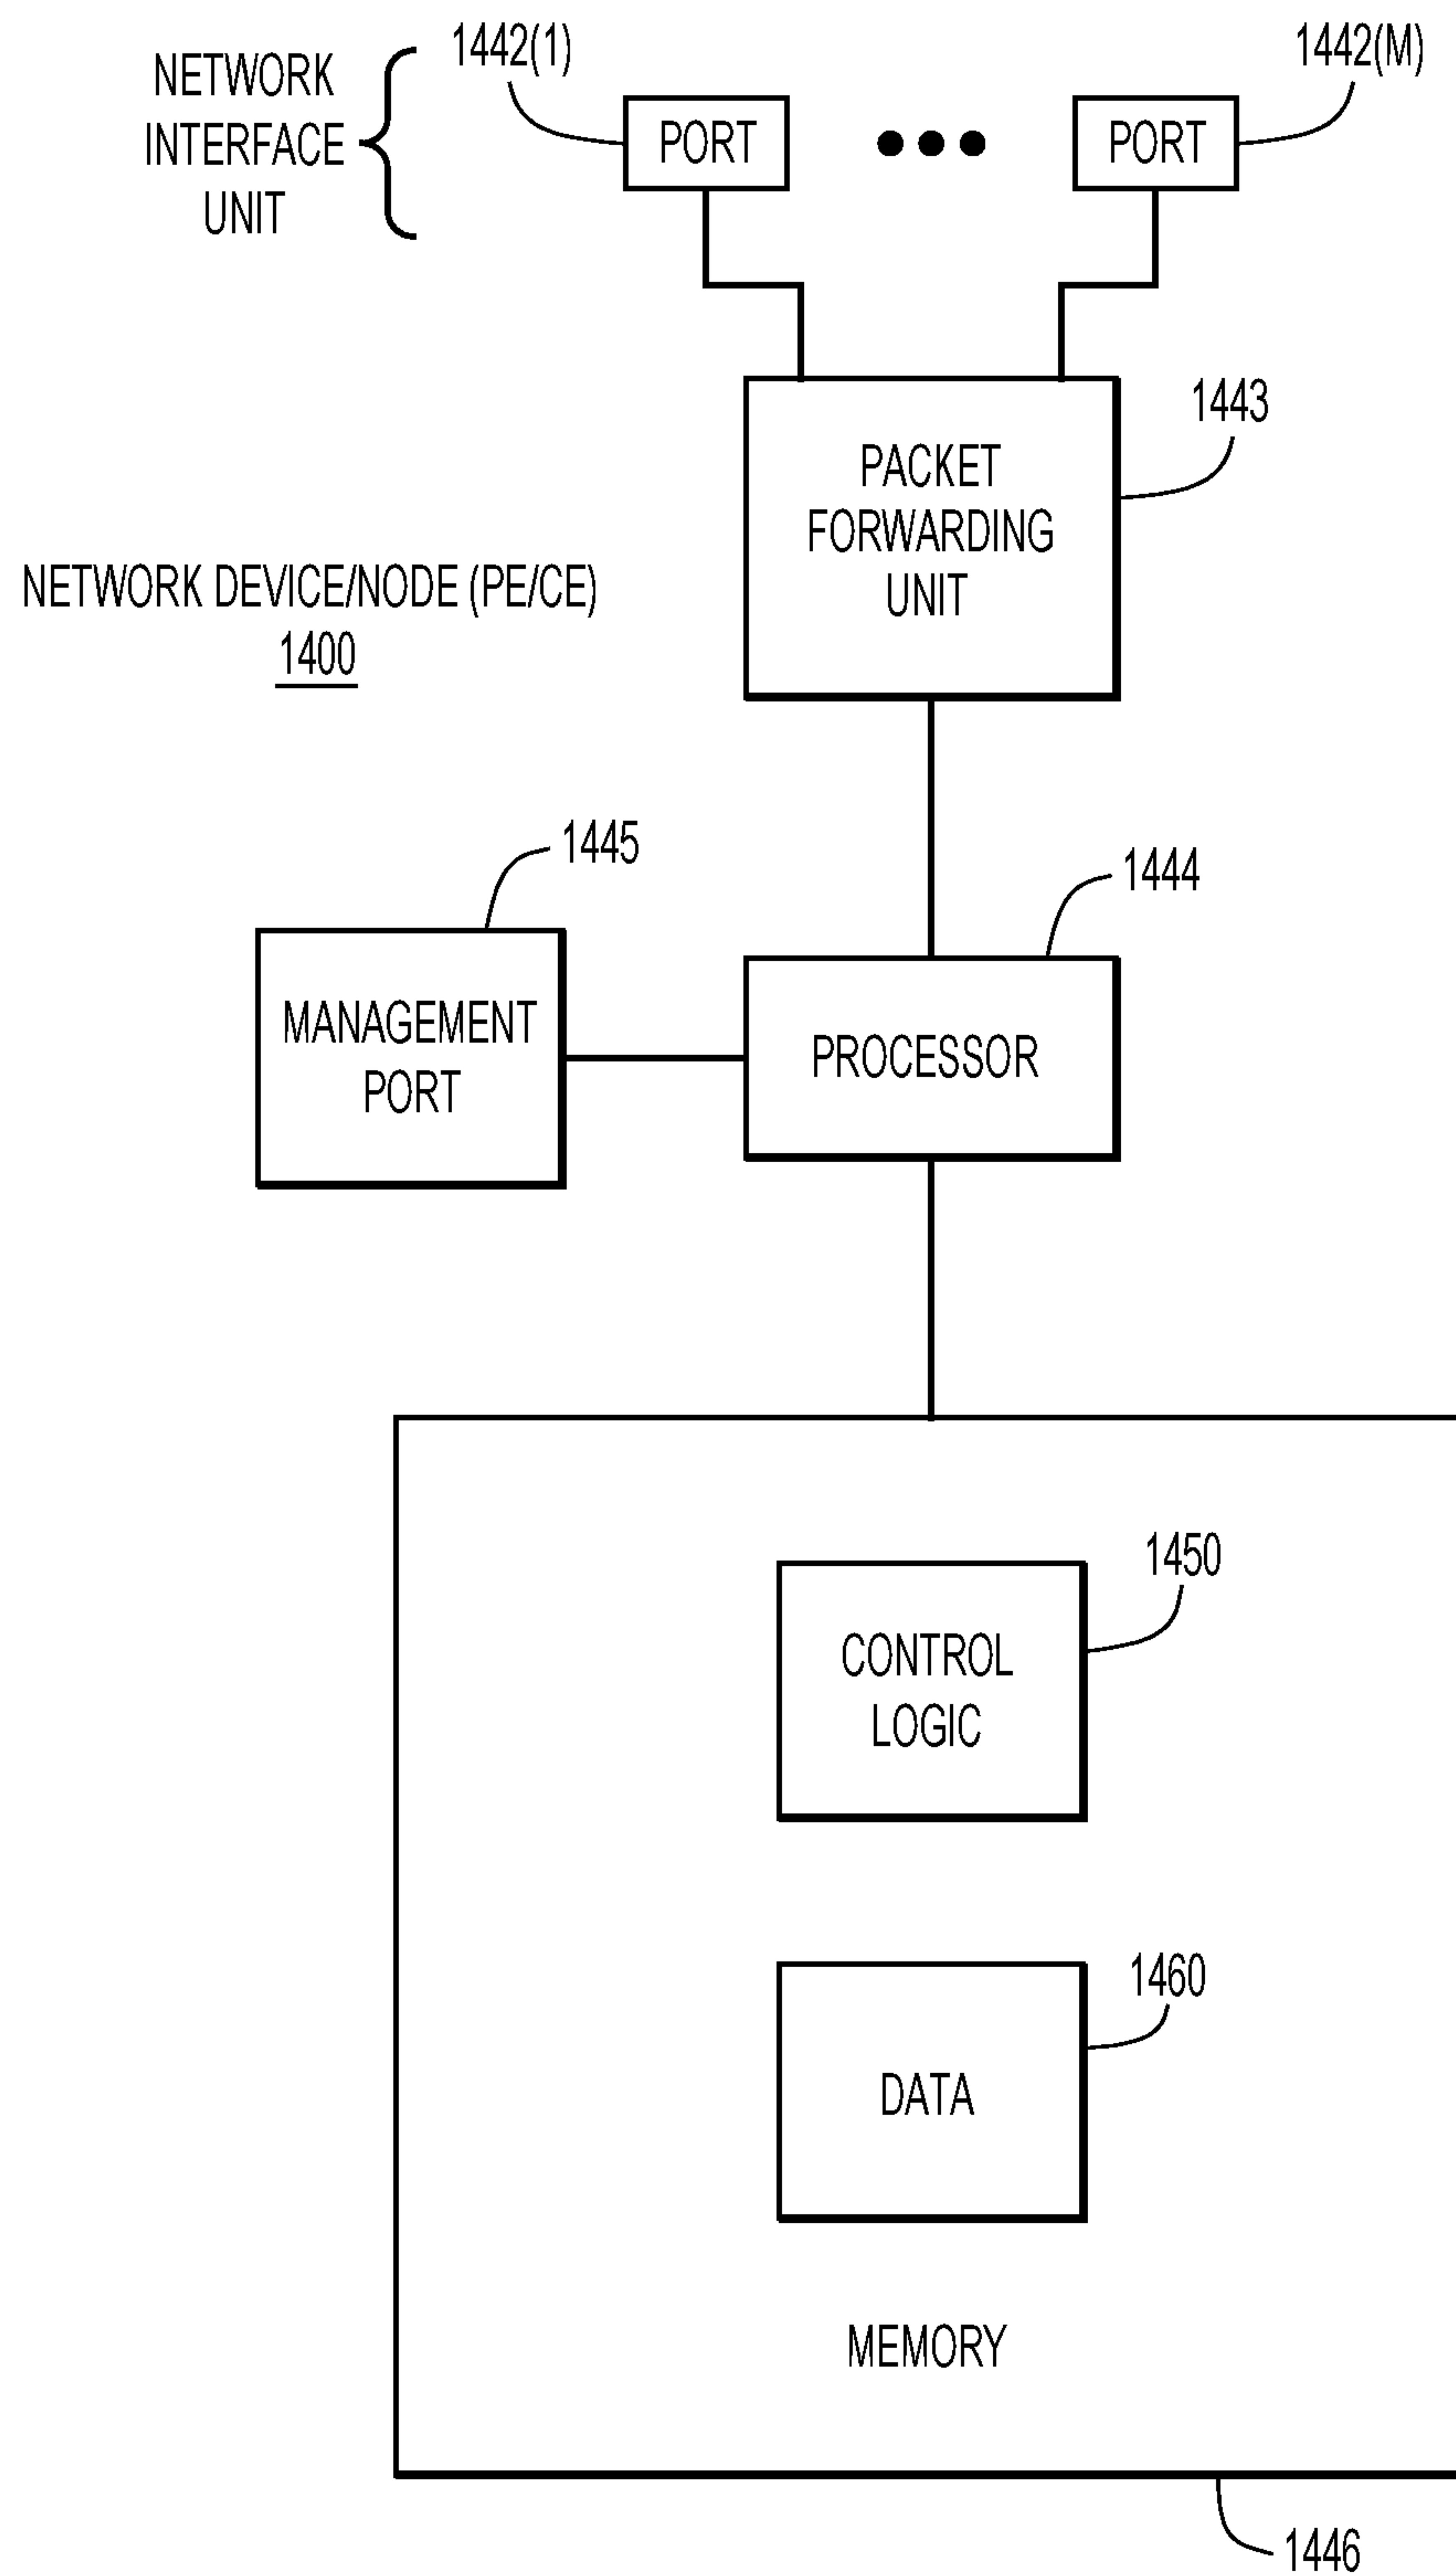 NETWORK
INTERFACE
UNIT
1442(1)
1442(M)
PORT
PORT
1443
PACKET
FORWARDING
UNIT
NETWORK DEVICE/NODE (PE/CE)
1400
1445
1444
MANAGEMENT
PORT
PROCESSOR
1450
CONTROL
LOGIC
1460
DATA
MEMORY
1446